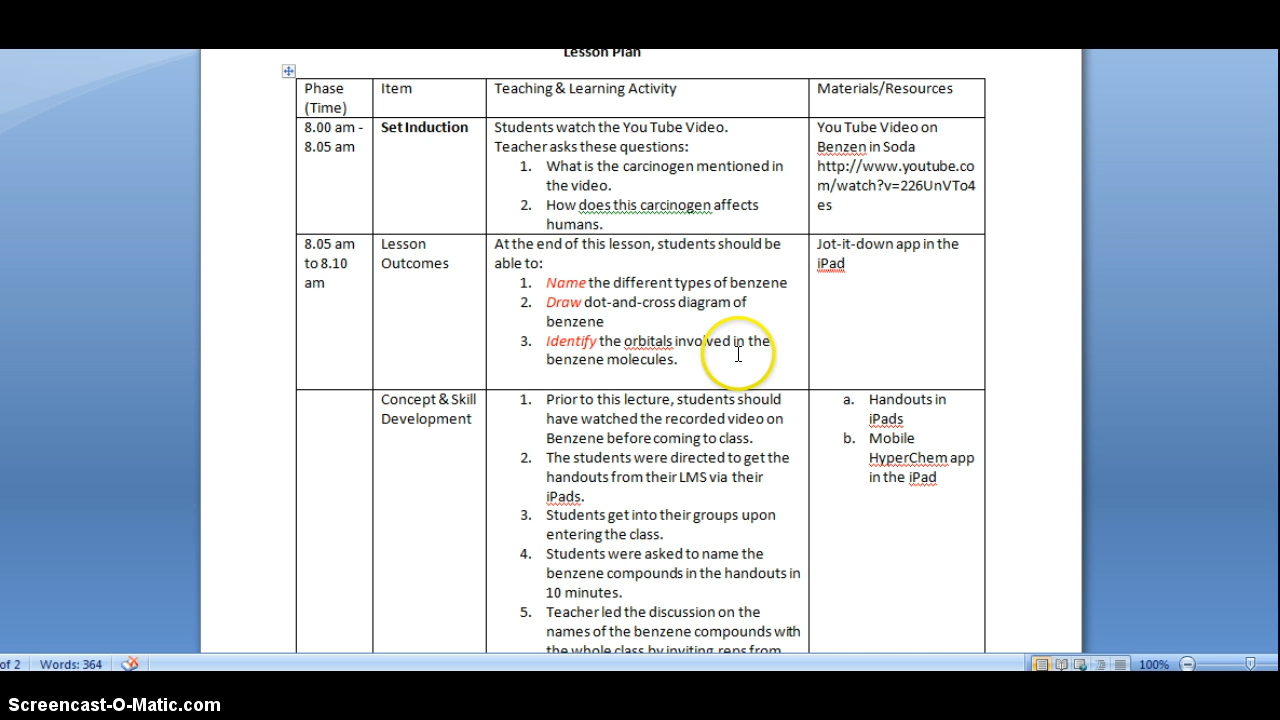 Lesson Plan
Phase
(Time)
Item
Teaching & Learning Activity
Materials/Resources
8.00 am -
8.05 am
Set Induction
Students watch the You Tube Video.
Teacher asks these questions:
1. What is the carcinogen mentioned in
the video.
2. How does this carcinogen affects
humans.
You Tube Video on
Benzen in Soda
http://www.youtube.co
m/watch?v=226UnVTo4
es
8.05 am
to 8.10
am
Lesson
Outcomes
At the end of this lesson, students should be
able to:
1. Name the different types of benzene
2. Draw dot-and-cross diagram of
benzene
3. Identify the orbitals involved in the
benzene molecules.
Jot-it-down app in the
iPad
Concept & Skill
Development
1. Prior to this lecture, students should
have watched the recorded video on
Benzene before coming to class.
2. The students were directed to get the
handouts from their LMS via their
iPads.
3. Students get into their groups upon
entering the class.
4. Students were asked to name the
benzene compounds in the handouts in
10 minutes.
5. Teacher led the discussion on the
names of the benzene compounds with
the whole class by inviting reps from
a. Handouts in
iPads
b. Mobile
HyperChem app
in the iPad
of 2
Words: 364
100%
Screencast-O-Matic.com